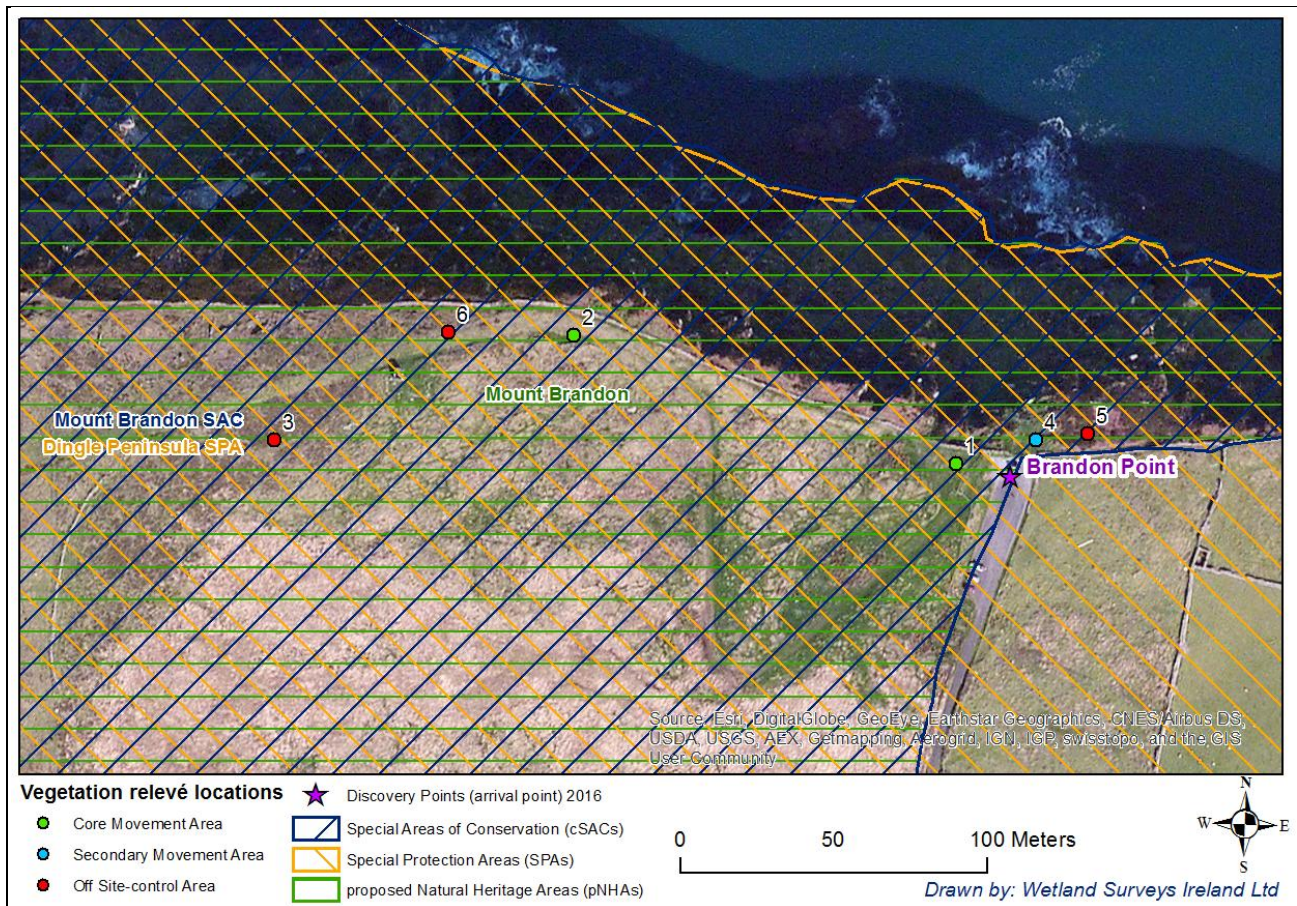 6
2
Mount Brandon
Mount Brandon SAC
3
Dingle Peninsula SPA
4
5
1
Brandon Point
Source: Esri, DigitalGlobe, GeoEye, Earthstar Geographics, CNES/Airbus DS,
USDA, USGS, AEX, Getmapping, Aerogrid, IGN, IGP, swisstopo, and the GIS
User Community
Vegetation relevé locations
Core Movement Area
Secondary Movement Area
Off Site-control Area
Discovery Points (arrival point) 2016
Special Areas of Conservation (cSACs)
Special Protection Areas (SPAs)
proposed Natural Heritage Areas (pNHAs)
0 50 100 Meters
N
W E
S
Drawn by: Wetland Surveys Ireland Ltd